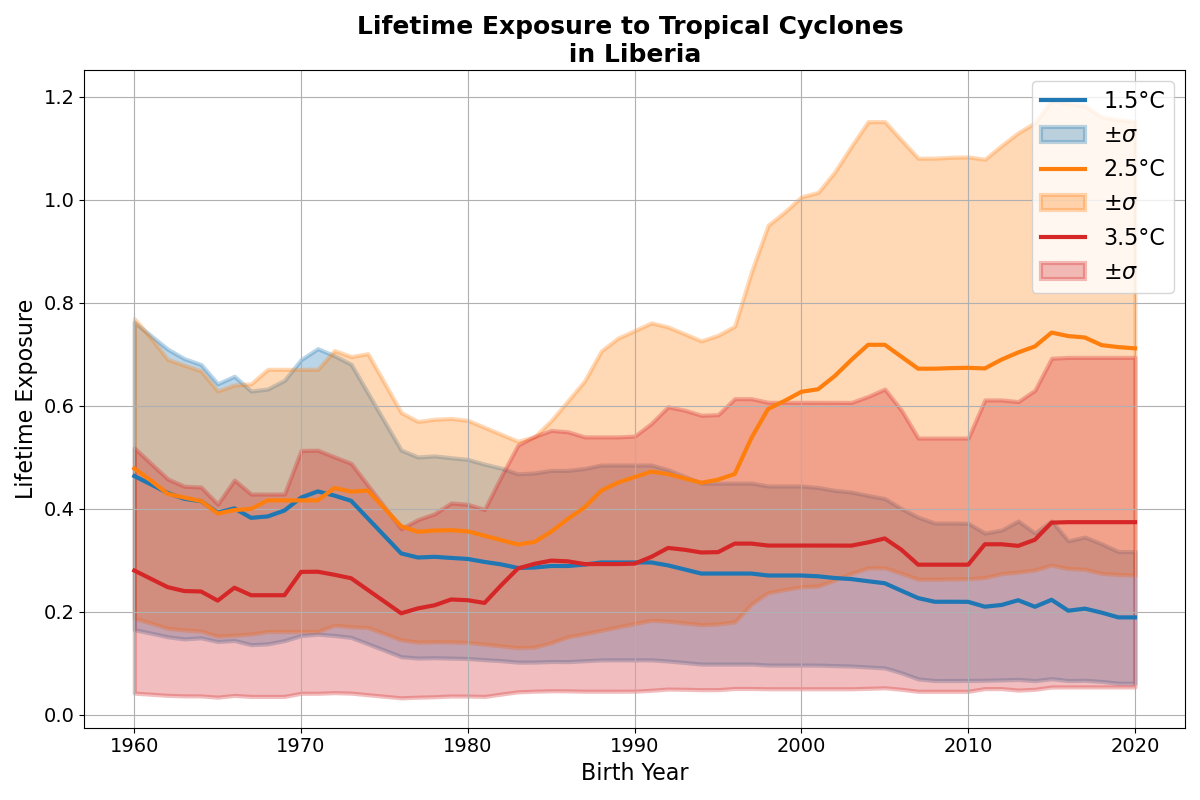 Lifetime Exposure to Tropical Cyclones
in Liberia
Lifetime Exposure
1.2
1.0
0.8
0.6
0.4
0.2
0.0
1960 1970 1980 1990 2000 2010 2020
Birth Year
1.5°C
±σ
2.5°C
±σ
3.5°C
±σ